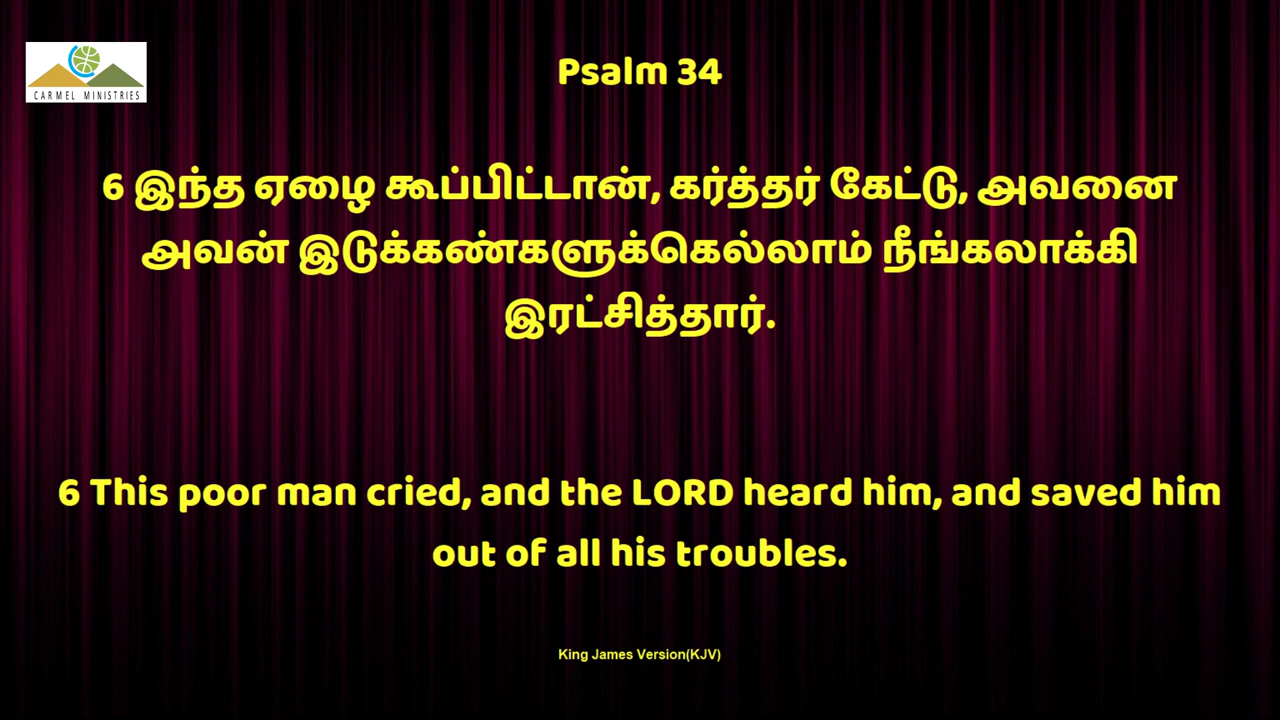 CARMEL MINISTRIES
Psalm 34
6 இந்த ஏழை கூப்பிட்டான், கர்த்தர் கேட்டு, அவனை
அவன் இடுக்கண்களுக்கெல்லாம் நீங்கலாக்கி
இரட்சித்தார்.
6 This poor man cried, and the LORD heard him, and saved him
out of all his troubles.
King James Version(KJV)